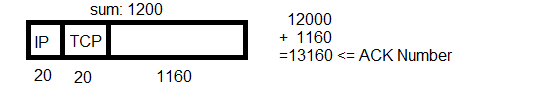 sum: 1200
IP TCP
20 20 1160
12000
+ 1160
=13160 <= ACK Number